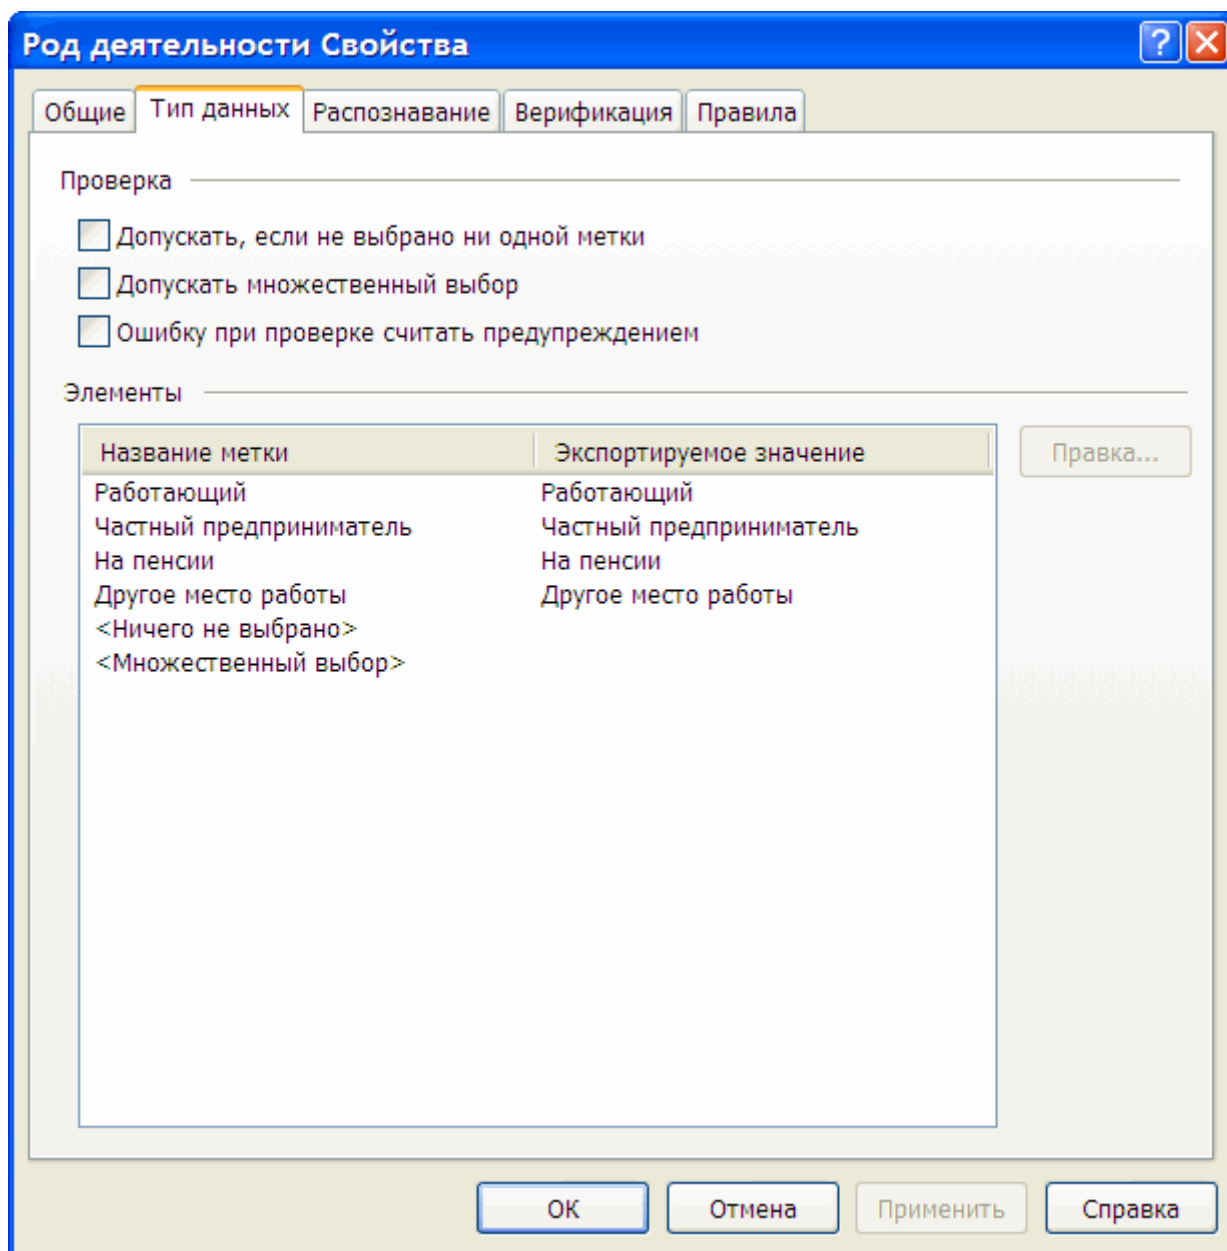 Род деятельности Свойства
Общие Тип данных Распознавание Верификация Правила
Проверка
Допускать, если не выбрано ни одной метки
Допускать множественный выбор
Ошибку при проверке считать предупреждением
Элементы
Название метки Экспортируемое значение Правка...
Работающий Работающий
Частный предприниматель Частный предприниматель
На пенсии На пенсии
Другое место работы Другое место работы
<Ничего не выбрано>
<Множественный выбор>
ОК Отмена Применить Справка